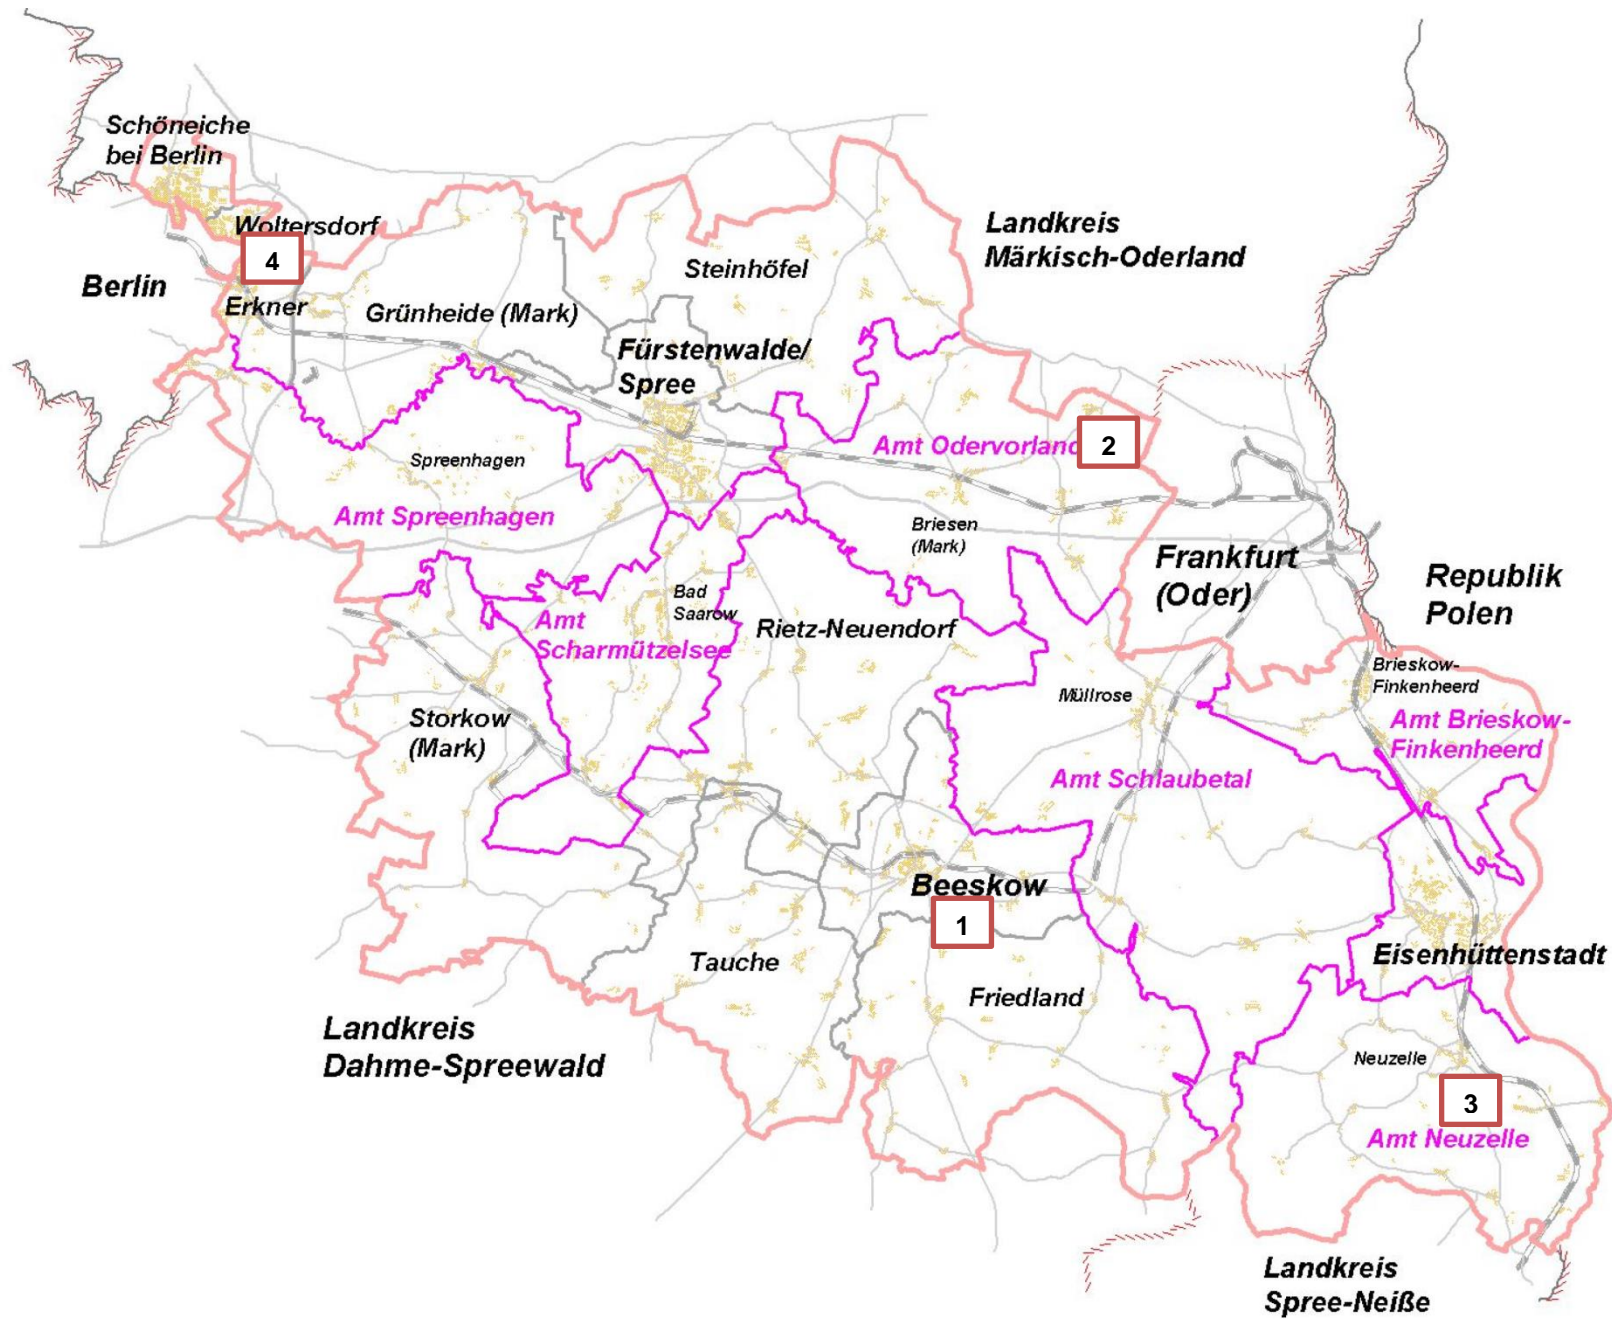 Schöneiche
bei Berlin
Woltersdorf
4
Berlin
Erkner
Grünheide (Mark)
Steinhöfel
Landkreis
Märkisch-Oderland
Fürstenwalde/
Spree
Amt Odervorland
2
Spreenhagen
Amt Spreenhagen
Briesen
(Mark)
Frankfurt
(Oder)
Republik
Polen
Bad
Saarow
Amt
Scharmützelsee
Rietz-Neuendorf
Brieskow-
Finkenheerd
Müllrose
Storkow
(Mark)
Amt Brieskow-
Finkenheerd
Amt Schlaubetal
Beeskow
1
Tauche
Friedland
Eisenhüttenstadt
Landkreis
Dahme-Spreewald
Neuzelle
3
Amt Neuzelle
Landkreis
Spree-Neiße